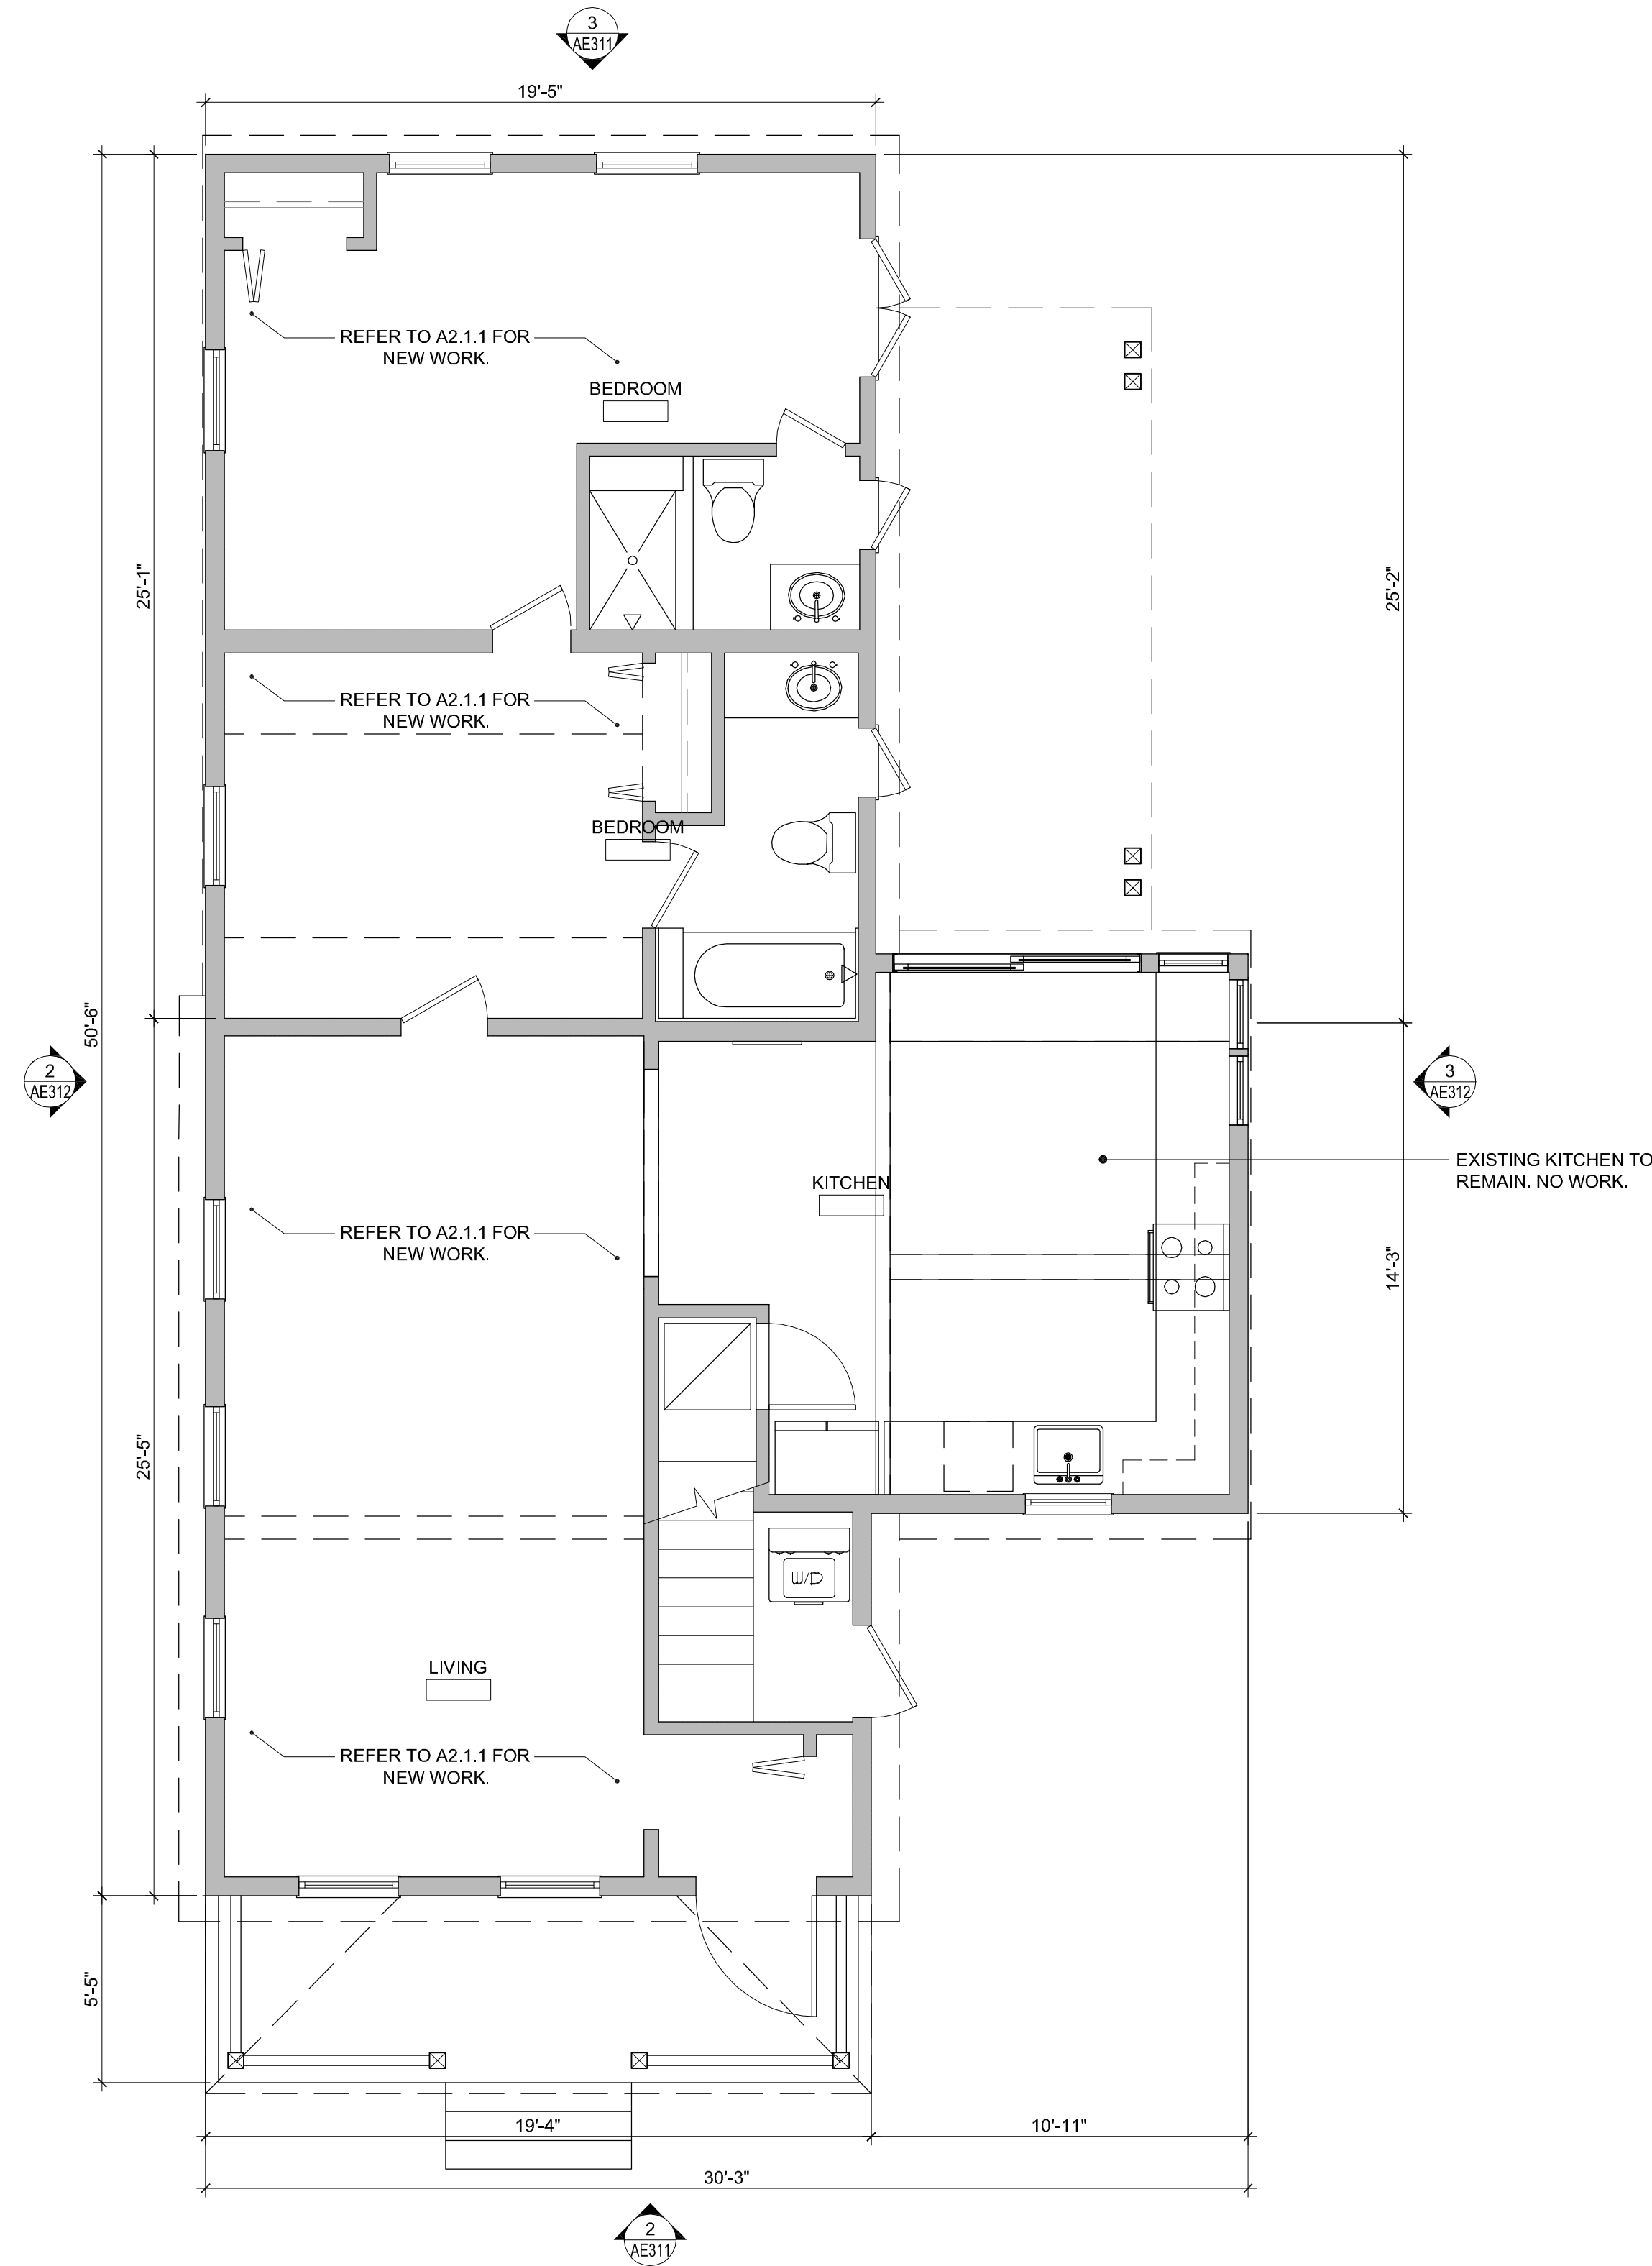 3
AE311
19'-5"
REFER TO A2.1.1 FOR
NEW WORK.
BEDROOM
25'-1"
25'-2"
REFER TO A2.1.1 FOR
NEW WORK.
BEDROOM
50'-6"
2
AE312
3
AE312
EXISTING KITCHEN TO
REMAIN. NO WORK.
KITCHEN
REFER TO A2.1.1 FOR
NEW WORK.
14'-3"
25'-5"
W/D
LIVING
REFER TO A2.1.1 FOR
NEW WORK.
5'-5"
19'-4"
10'-11"
30'-3"
2
AE311